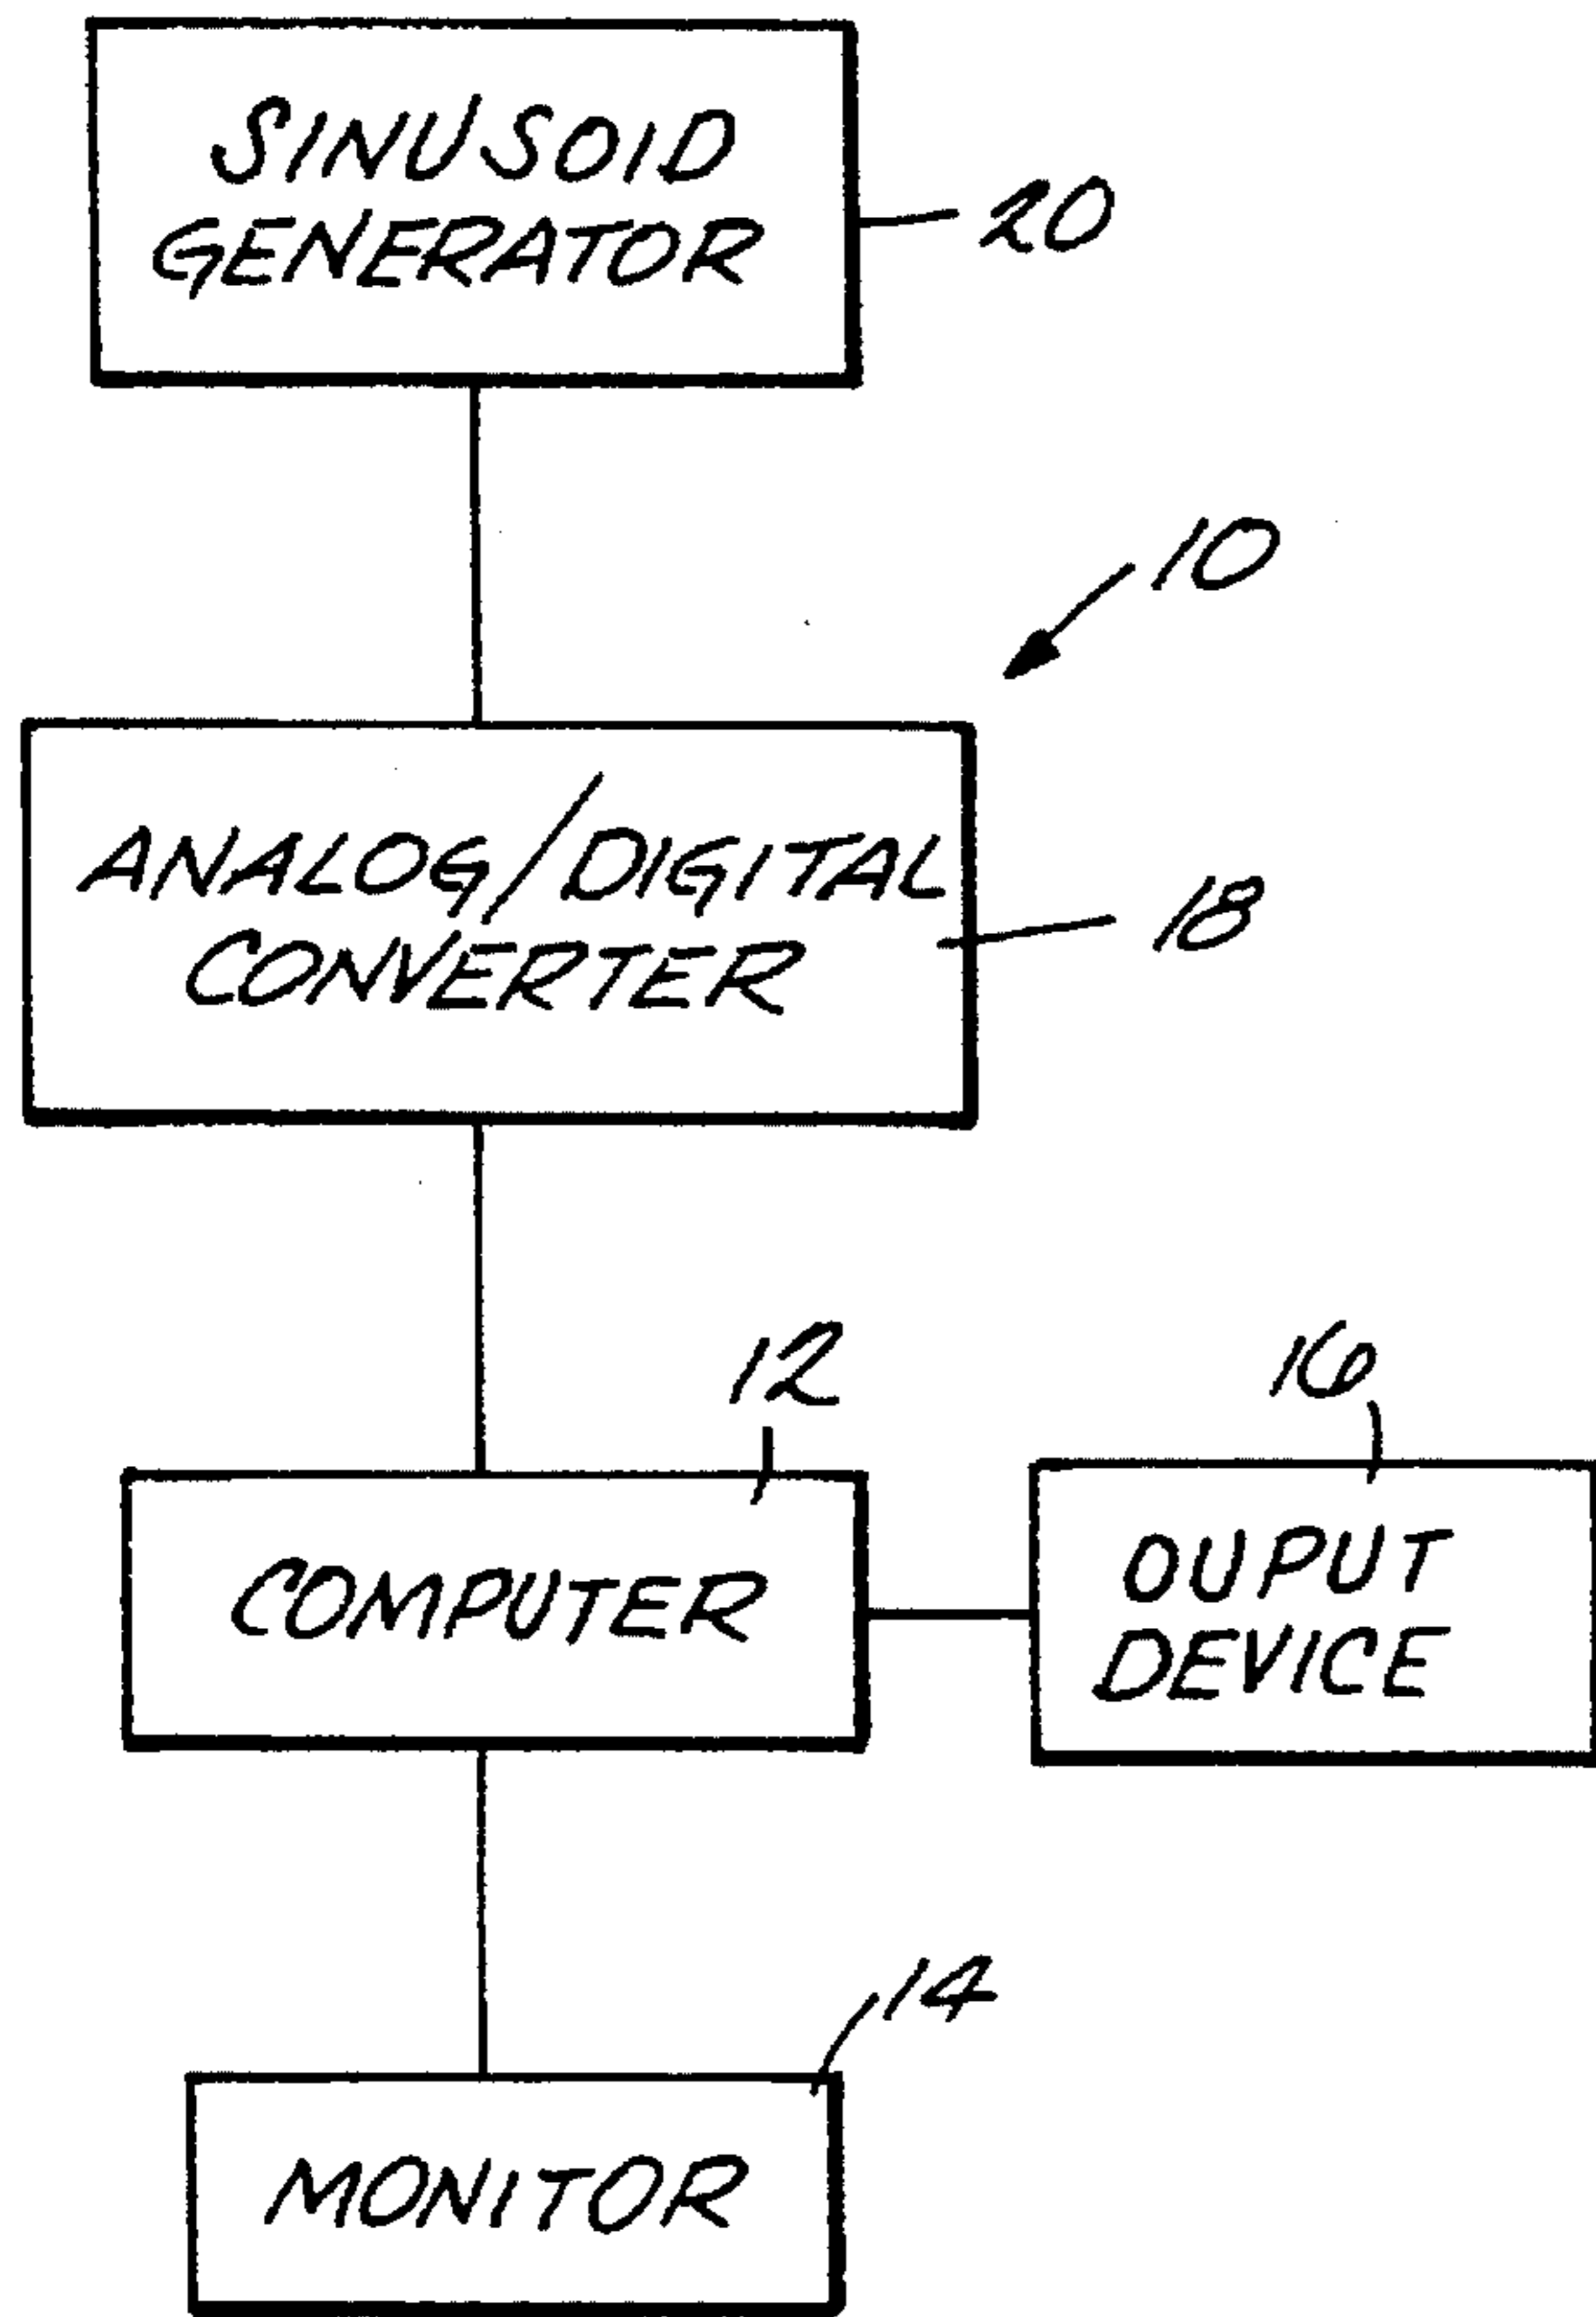 SINUSOID
GENERATOR
20
10
ANALOG/DIGITAL
CONVERTER
18
12
16
COMPUTER
OUPUT
DEVICE
14
MONITOR